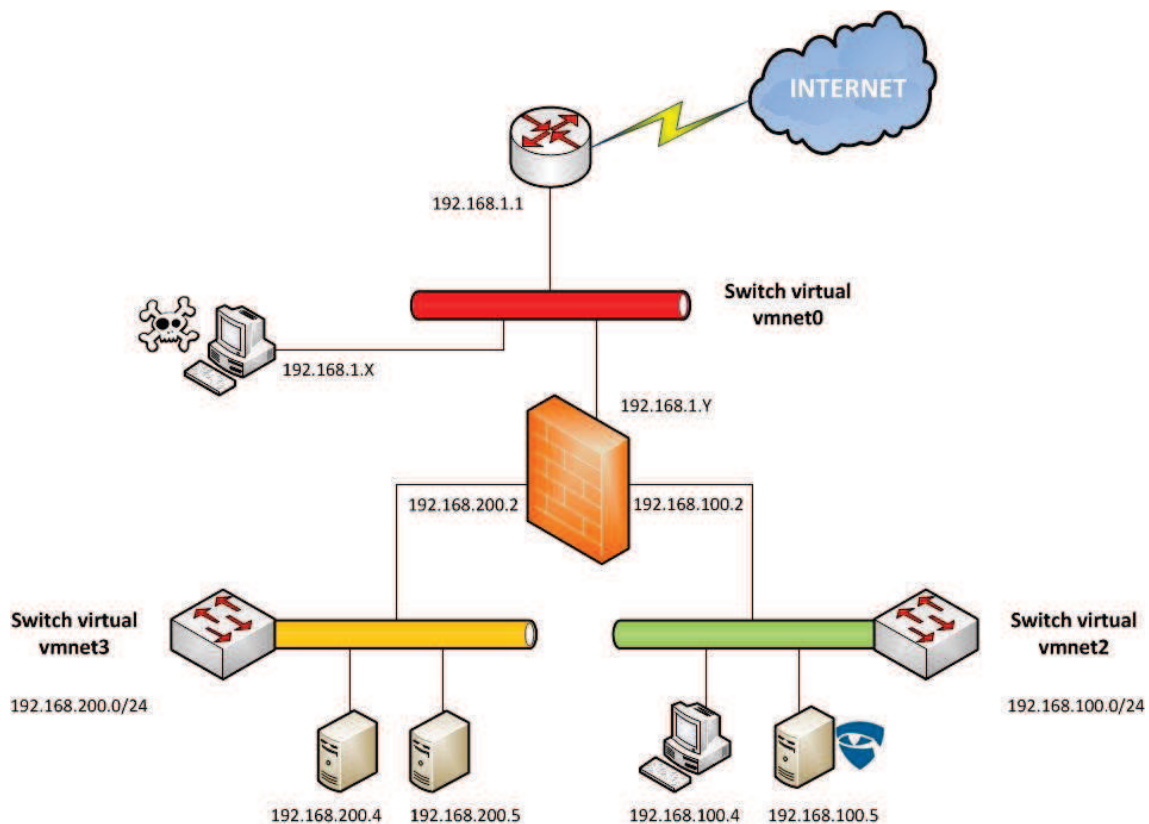 INTERNET
192.168.1.1
Switch virtual
vmnet0
192.168.1.X
192.168.1.Y
192.168.200.2
192.168.100.2
Switch virtual
vmnet3
Switch virtual
vmnet2
192.168.200.0/24
192.168.100.0/24
192.168.200.4
192.168.200.5
192.168.100.4
192.168.100.5